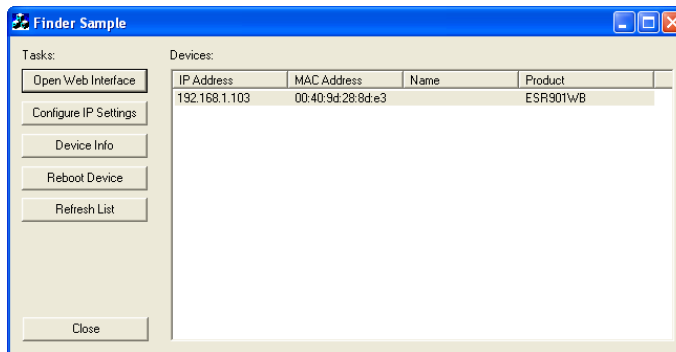 Finder Sample
Tasks:
Devices:
Open Web Interface
Configure IP Settings
Device Info
Reboot Device
Refresh List
Close
IP Address MAC Address Name Product
192.168.1.103 00:40:9d:28:8d:e3 ESR901WB